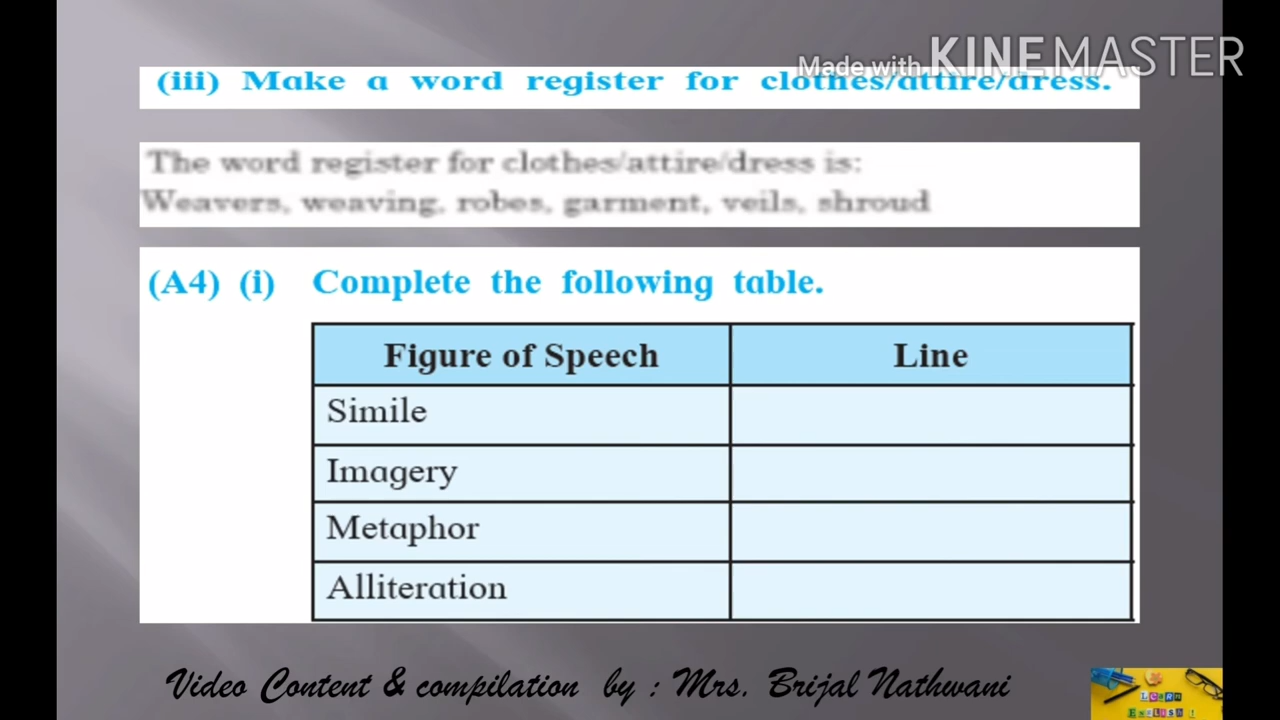 Made with KINEMASTER
(iii) Make a word register for clothes/attire/dress.
The word register for clothes/attire/dress is:
Weavers, weaving, robes, garment, veils, shroud
(A4) (i) Complete the following table.
Figure of Speech Line
Simile
Imagery
Metaphor
Alliteration
Video Content & compilation by : Mrs. Brijal Nathwani
LEARN
ENGLISH !